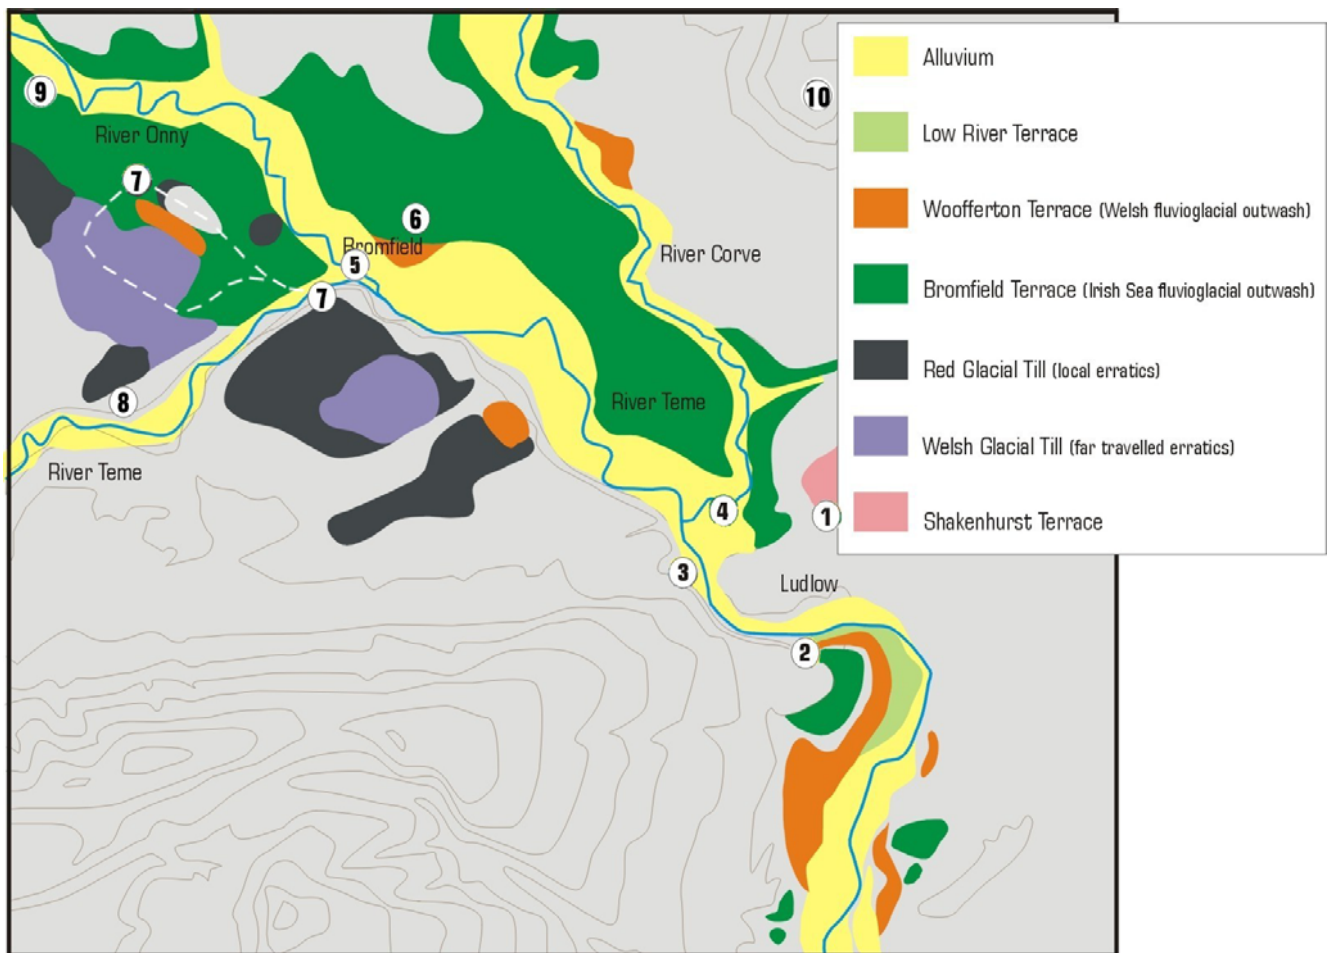 9
10
River Onny
7
6
Bromfield
5
River Corve
7
8
River Teme
River Teme
4
1
3
Ludlow
2
Alluvium
Low River Terrace
Woofferton Terrace (Welsh fluvioglacial outwash)
Bromfield Terrace (Irish Sea fluvioglacial outwash)
Red Glacial Till (local erratics)
Welsh Glacial Till (far travelled erratics)
Shakenhurst Terrace